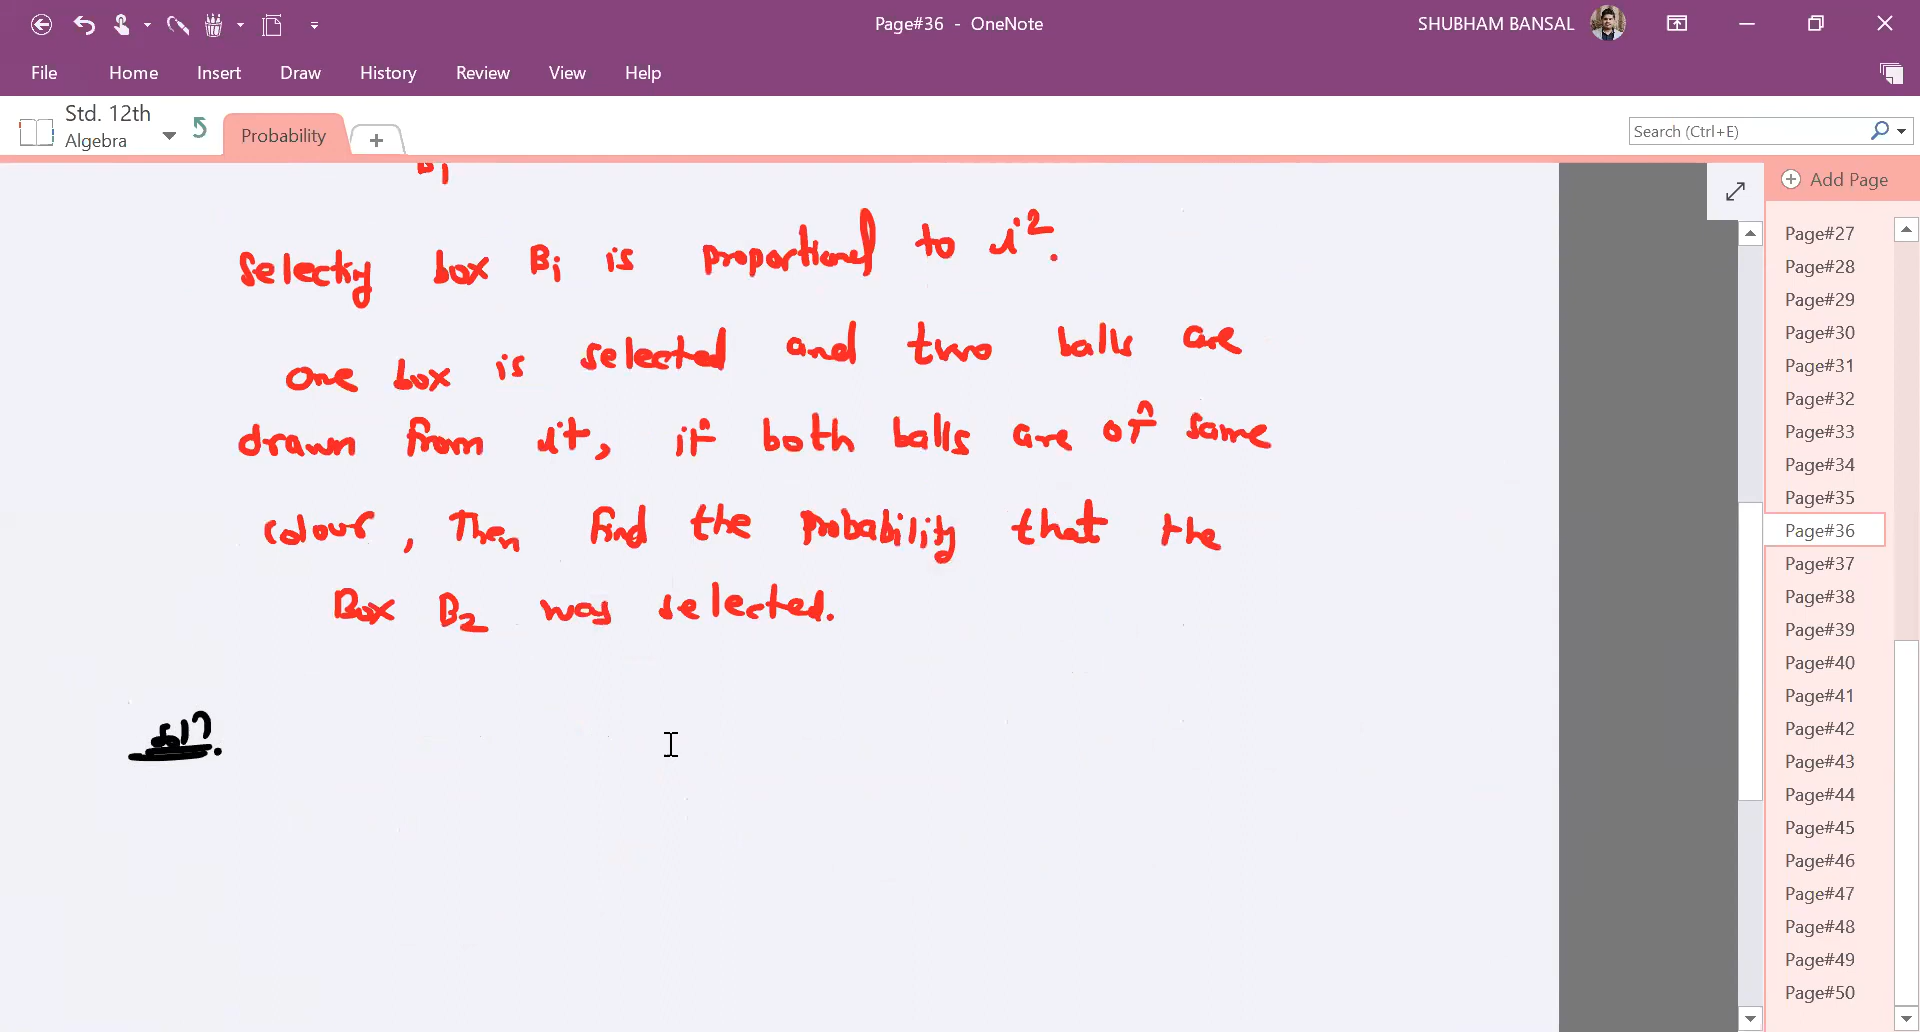 Page#36 - OneNote
SHUBHAM BANSAL
File Home Insert Draw History Review View Help
Std. 12th
Algebra
Probability
+
Search (Ctrl+E)
Add Page
B1
selecting box Bi is proportional to i².
one box is selected and two balls are
drawn from it, if both balls are of same
colour, Then find the probability that the
Box B2 was selected.
Sol?.
Page#27
Page#28
Page#29
Page#30
Page#31
Page#32
Page#33
Page#34
Page#35
Page#36
Page#37
Page#38
Page#39
Page#40
Page#41
Page#42
Page#43
Page#44
Page#45
Page#46
Page#47
Page#48
Page#49
Page#50